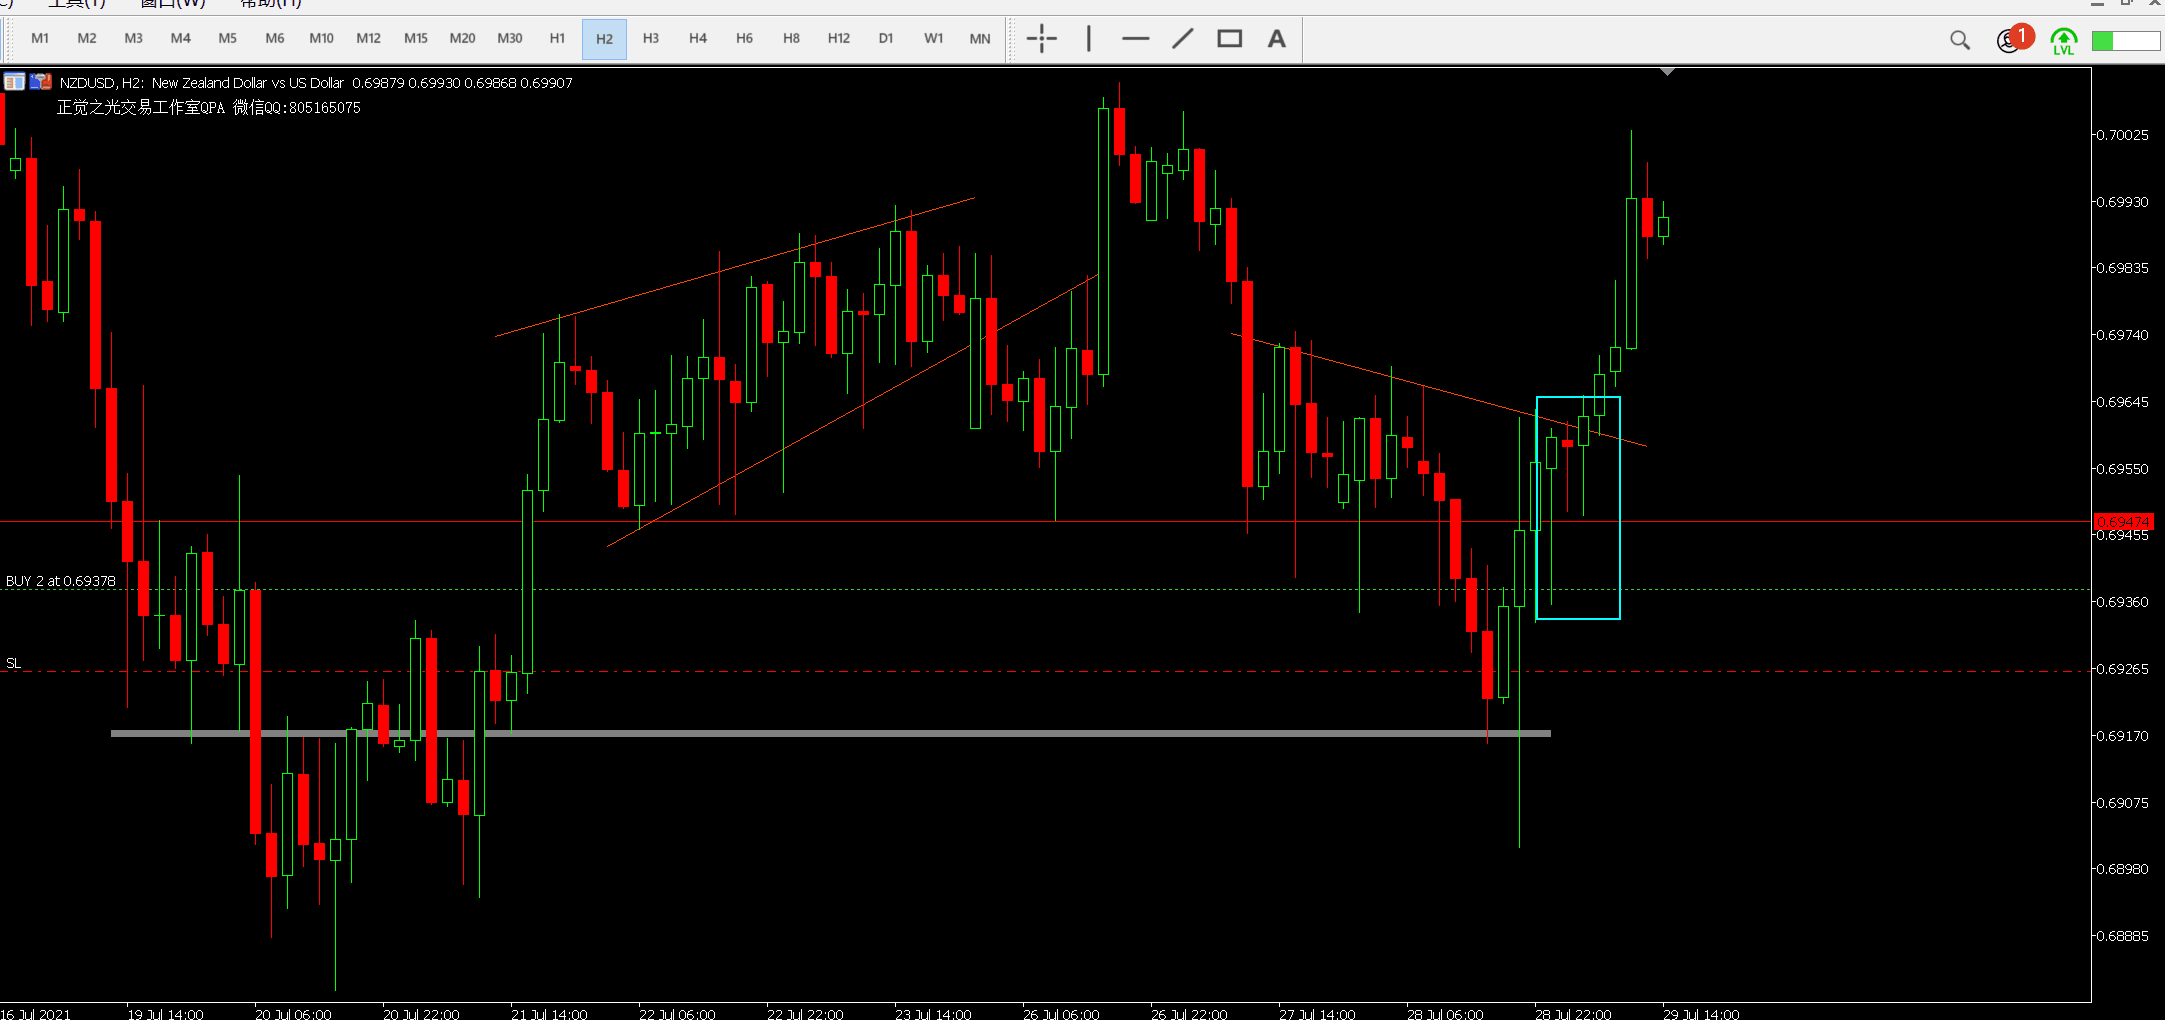 工具(T) 窗口(W) 帮助(H)
M1 M2 M3 M4 M5 M6 M10 M12 M15 M20 M30 H1 H2 H3 H4 H6 H8 H12 D1 W1 MN A 1 LVL
NZDUSD, H2: New Zealand Dollar vs US Dollar 0.69879 0.69930 0.69868 0.69907
正觉之光交易工作室QPA 微信QQ:805165075
0.70025
0.69930
0.69835
0.69740
0.69645
0.69550
0.69474
0.69455
BUY 2 at 0.69378
0.69360
SL
0.69265
0.69170
0.69075
0.68980
0.68885
16 Jul 2021 19 Jul 14:00 20 Jul 06:00 20 Jul 22:00 21 Jul 14:00 22 Jul 06:00 22 Jul 22:00 23 Jul 14:00 26 Jul 06:00 26 Jul 22:00 27 Jul 14:00 28 Jul 06:00 28 Jul 22:00 29 Jul 14:00